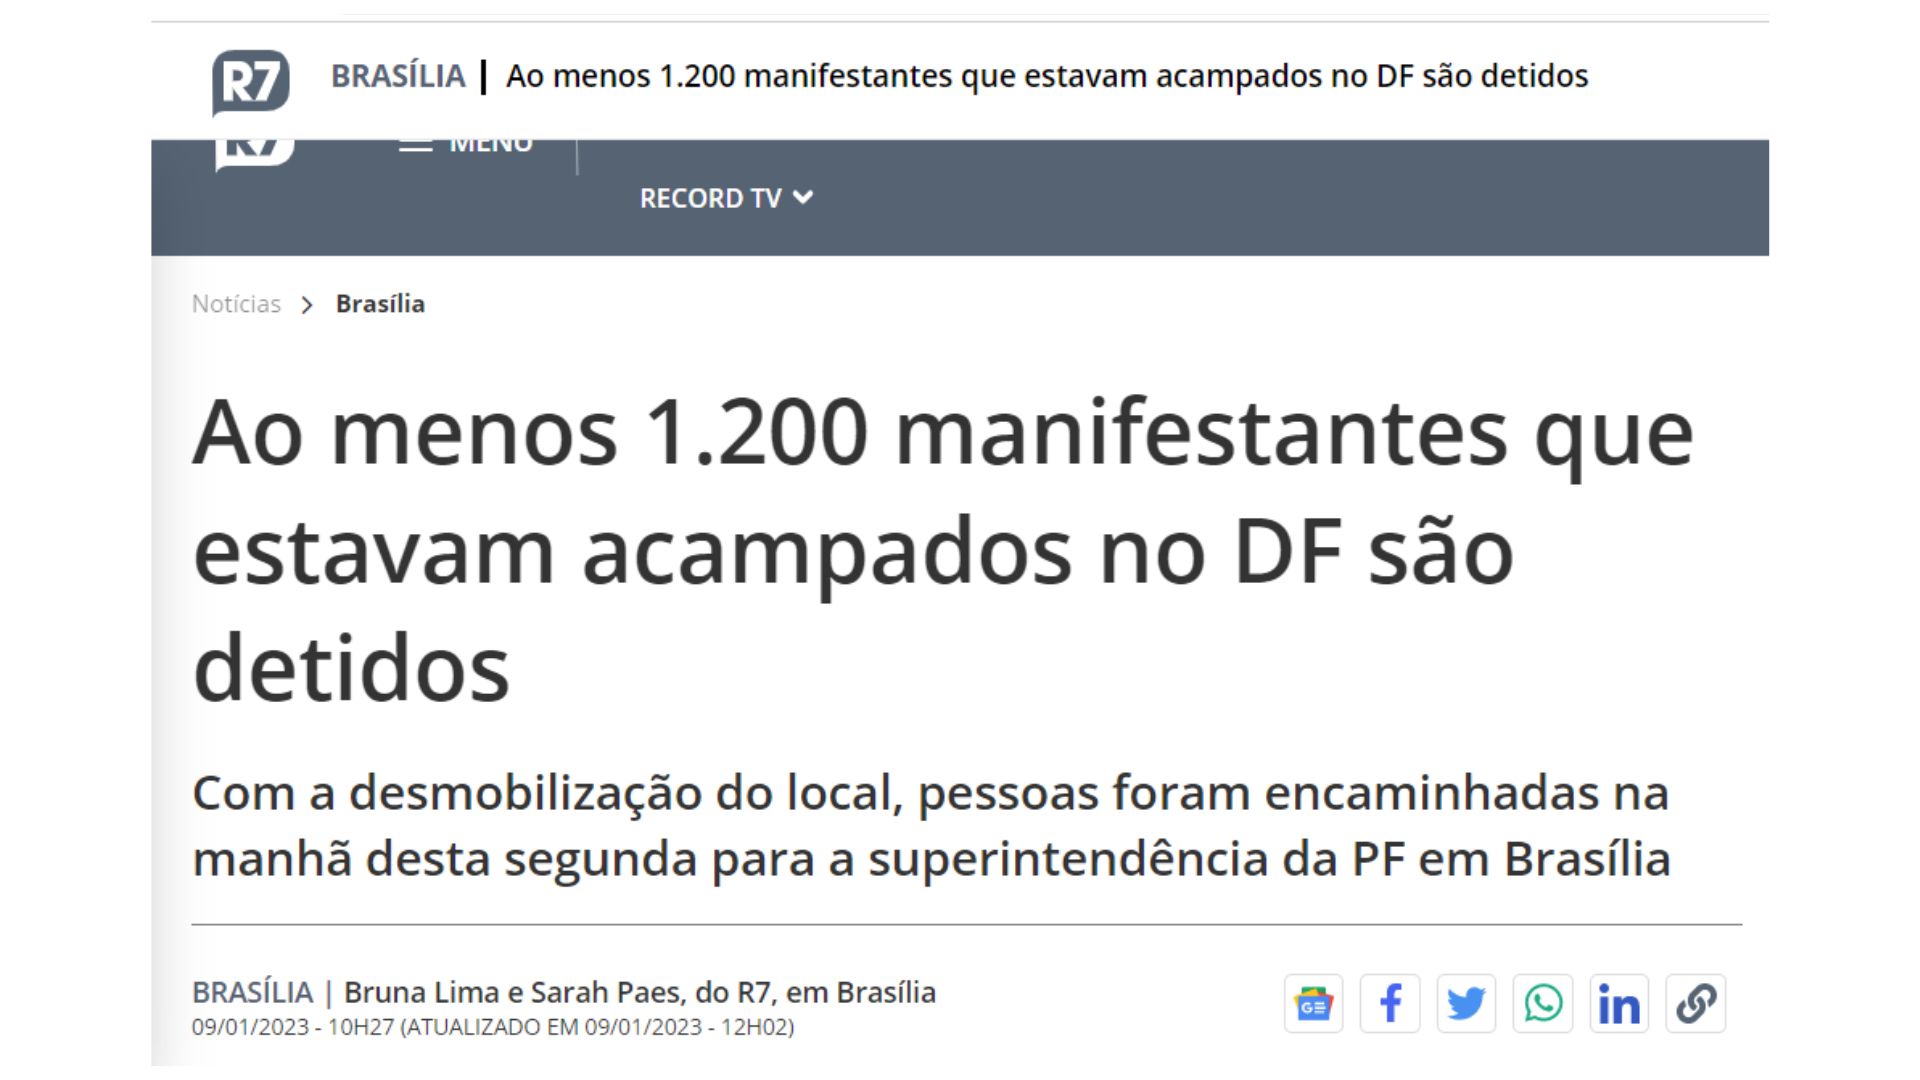 R7 BRASÍLIA | Ao menos 1.200 manifestantes que estavam acampados no DF são detidos
R7 MENU
RECORD TV
Notícias > Brasília
Ao menos 1.200 manifestantes que
estavam acampados no DF são
detidos
Com a desmobilização do local, pessoas foram encaminhadas na
manhã desta segunda para a superintendência da PF em Brasília
BRASÍLIA | Bruna Lima e Sarah Paes, do R7, em Brasília
09/01/2023 - 10H27 (ATUALIZADO EM 09/01/2023 - 12H02)
GE f in